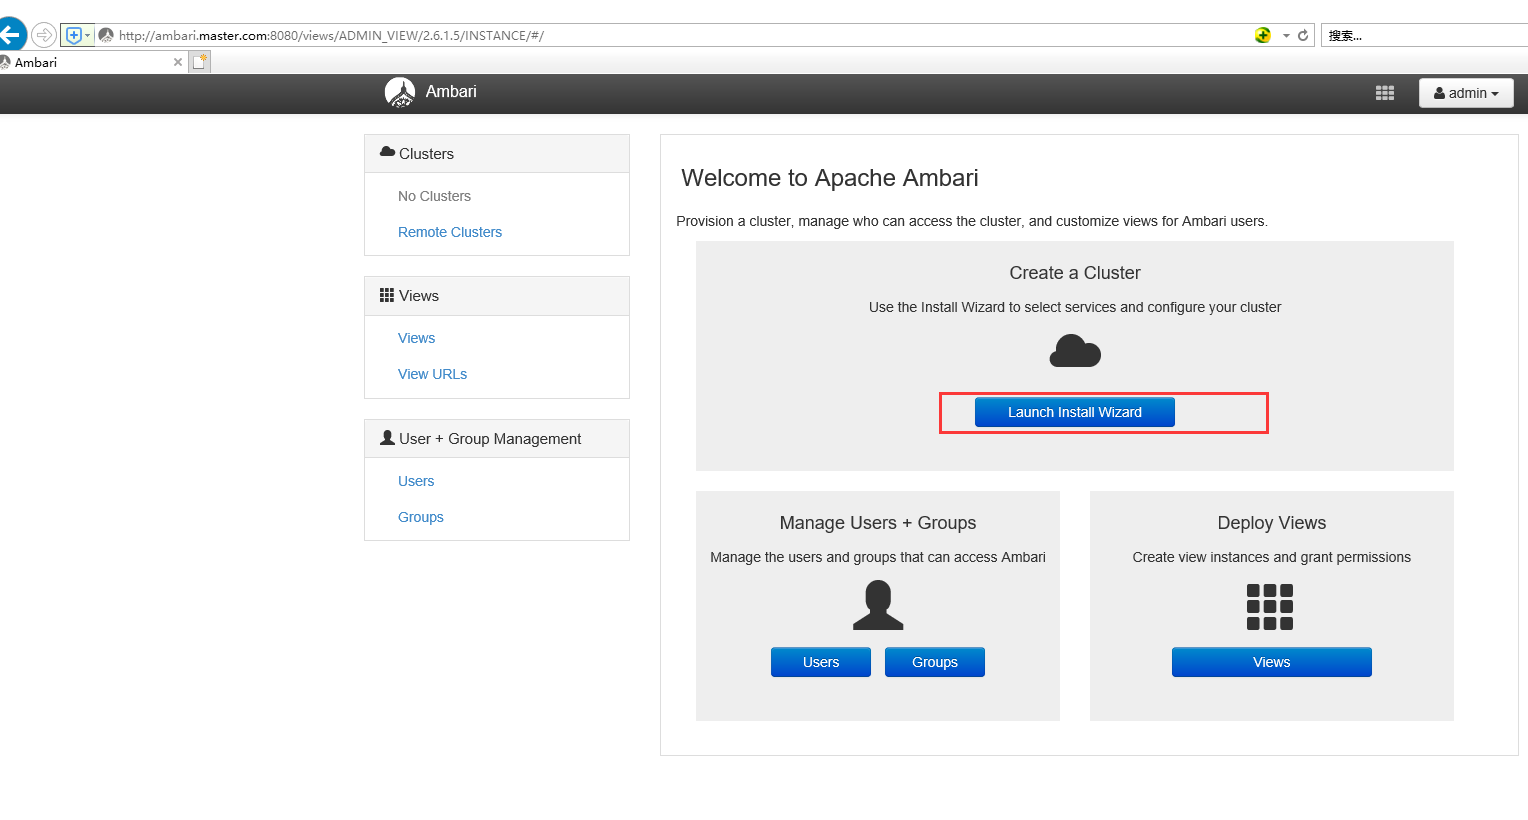 http://ambari.master.com:8080/views/ADMIN_VIEW/2.6.1.5/INSTANCE/#/
搜索...
Ambari
Ambari
admin
Clusters
No Clusters
Remote Clusters
Views
Views
View URLs
User + Group Management
Users
Groups
Welcome to Apache Ambari
Provision a cluster, manage who can access the cluster, and customize views for Ambari users.
Create a Cluster
Use the Install Wizard to select services and configure your cluster
Launch Install Wizard
Manage Users + Groups
Manage the users and groups that can access Ambari
Users
Groups
Deploy Views
Create view instances and grant permissions
Views